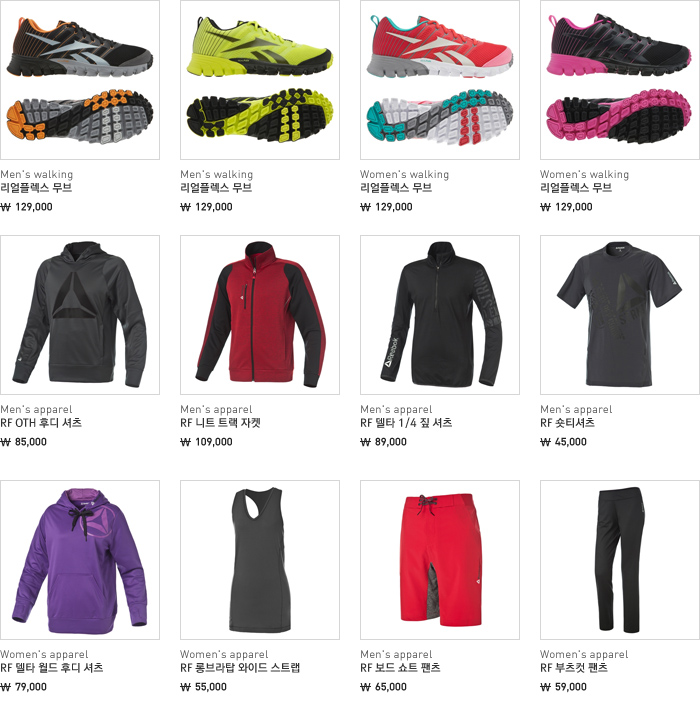 Men's walking
리얼플렉스 무브
₩ 129,000
Men's walking
리얼플렉스 무브
₩ 129,000
Women's walking
리얼플렉스 무브
₩ 129,000
Women's walking
리얼플렉스 무브
₩ 129,000
Reebok
Men's apparel
RF OTH 후디 셔츠
₩ 85,000
Men's apparel
RF 니트 트랙 자켓
₩ 109,000
Men's apparel
RF 델타 1/4 짚 셔츠
₩ 89,000
Men's apparel
RF 숏티셔츠
₩ 45,000
Women's apparel
RF 델타 월드 후디 셔츠
₩ 79,000
Women's apparel
RF 롱브라탑 와이드 스트랩
₩ 55,000
Men's apparel
RF 보드 쇼트 팬츠
₩ 65,000
Women's apparel
RF 부츠컷 팬츠
₩ 59,000